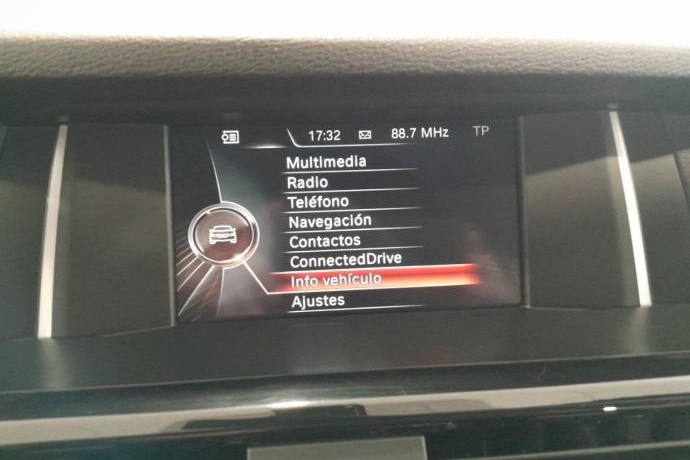 17:32 88.7 MHz TP
Multimedia
Radio
Teléfono
Navegación
Contactos
ConnectedDrive
Info vehículo
Ajustes